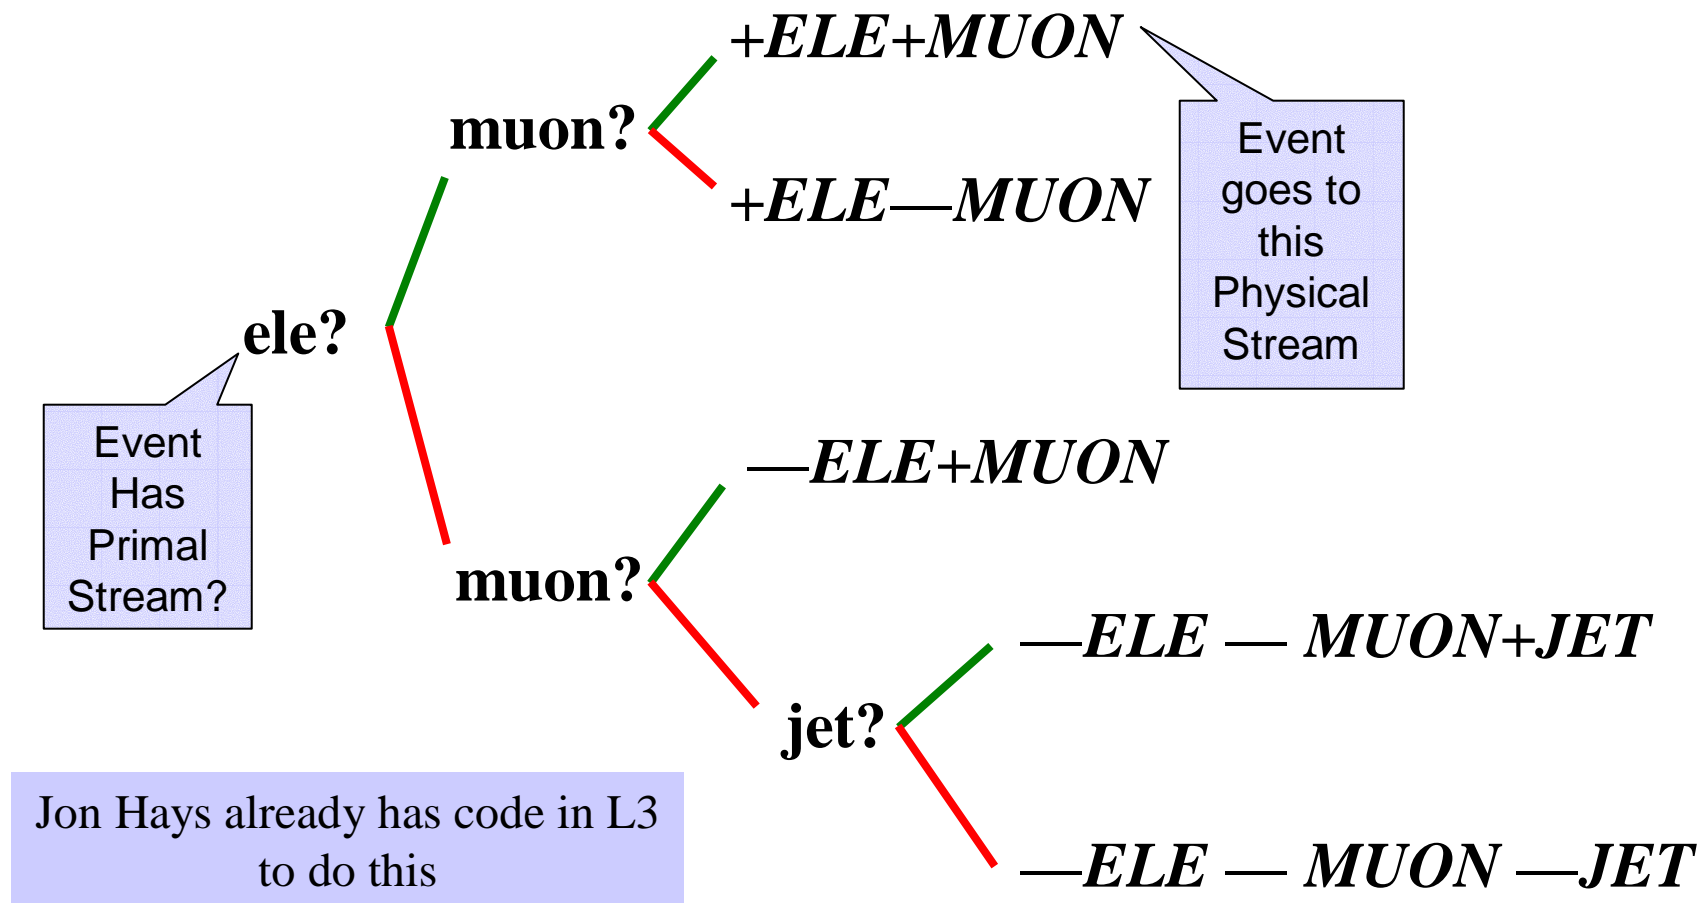 +ELE+MUON
muon?
Event
goes to
this
Physical
Stream
+ELE—MUON
ele?
Event
Has
Primal
Stream?
—ELE+MUON
muon?
—ELE — MUON+JET
jet?
Jon Hays already has code in L3
to do this
—ELE — MUON —JET